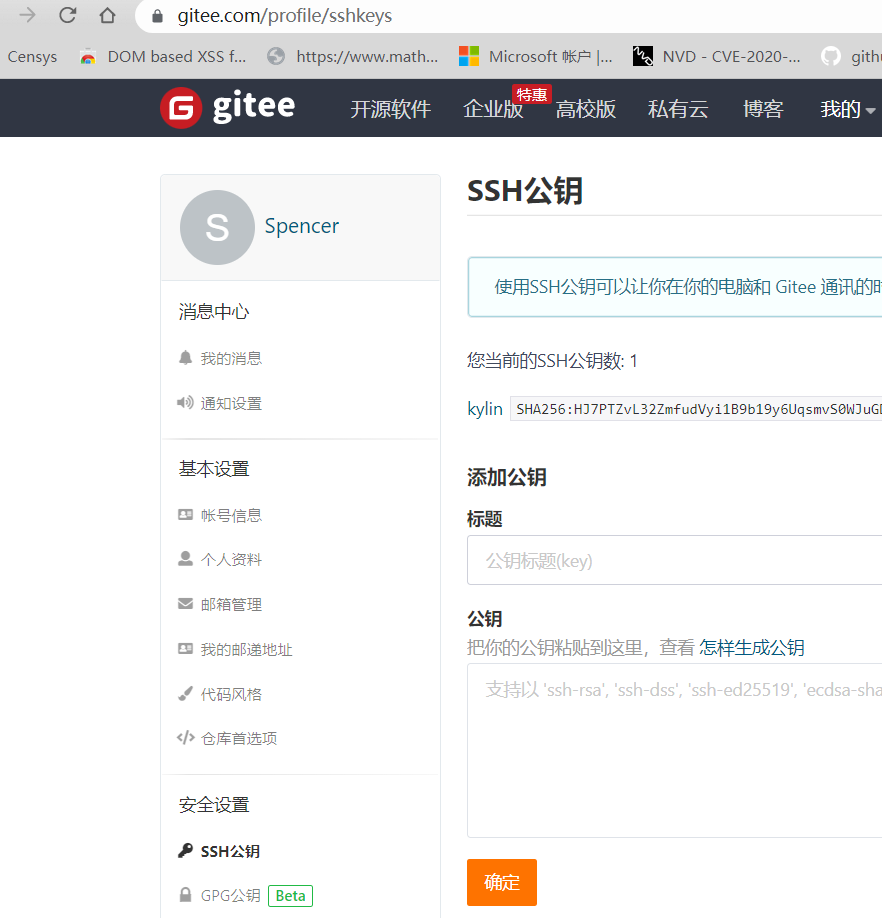 gitee.com/profile/sshkeys
Censys DOM based XSS f... https://www.math... Microsoft 帐户 |... NVD - CVE-2020-... gith
G gitee 开源软件 企业版 特惠 高校版 私有云 博客 我的
S Spencer
消息中心
我的消息
通知设置
基本设置
帐号信息
个人资料
邮箱管理
我的邮递地址
代码风格
仓库首选项
安全设置
SSH公钥
GPG公钥 Beta
SSH公钥
使用SSH公钥可以让你在你的电脑和 Gitee 通讯的时
您当前的SSH公钥数: 1
kylin SHA256:HJ7PTZvL32ZmfudVyi1B9b19y6UqsmvS0WJuGD
添加公钥
标题
公钥标题(key)
公钥
把你的公钥粘贴到这里，查看 怎样生成公钥
支持以 'ssh-rsa', 'ssh-dss', 'ssh-ed25519', 'ecdsa-sha
确定